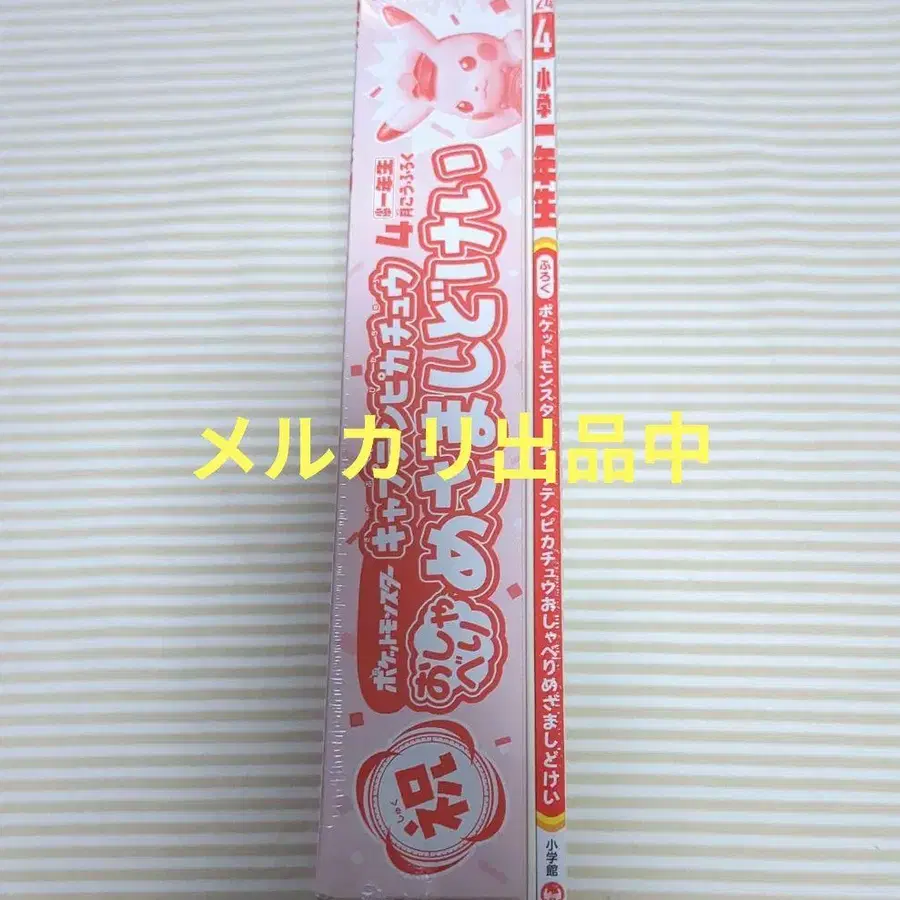 小学一年生
4月ごうふろく
ポケットモンスター
キャプテンピカチュウ
おしゃべり
めざましどけい
祝
しゅく
24
4
小学一年生
ふろく
ポケットモンスター
テンピカチュウおしゃべりめざましどけい
小学館
メルカリ出品中